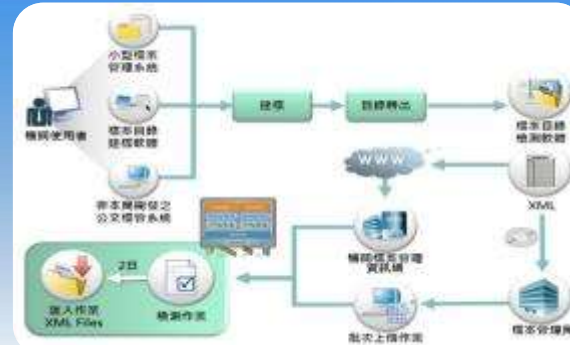 小型檔案
管理系統
機關使用者
檔案目錄
建檔軟體
非本局開發之
公文檔管系統
建檔
目錄轉出
檔案目錄
檢測軟體
WWW
XML
機關檔案管理
資訊網
批次上檔作業
檔案管理局
2日
匯入作業
XML Files
檢測作業